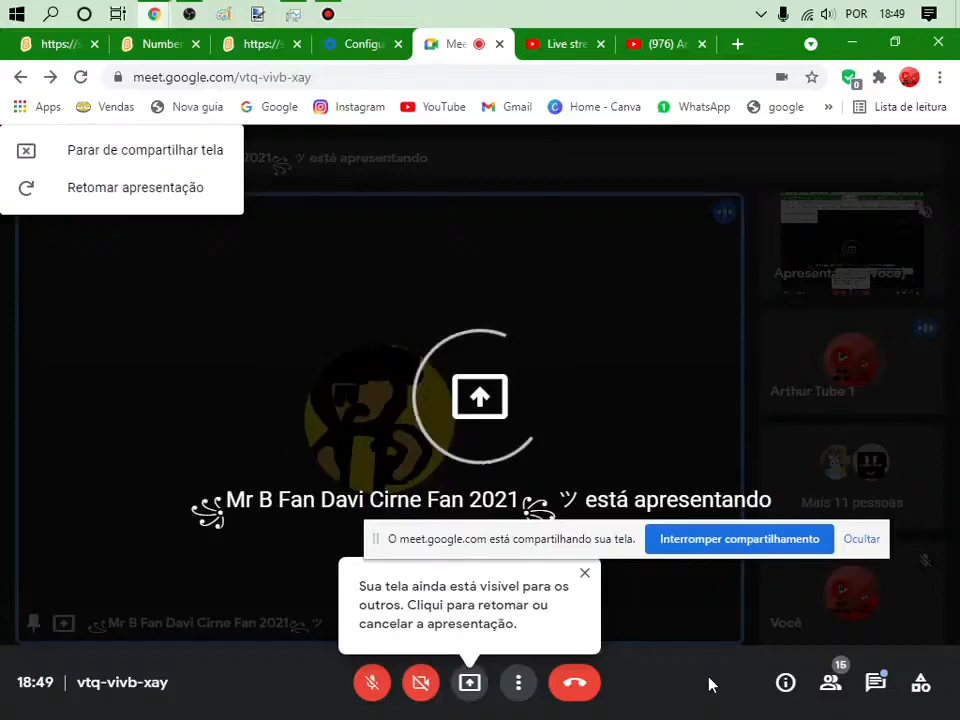 POR 18:49
https://s
Number
https://s
Configu
Mee
Live stre
(976) A
meet.google.com/vtq-vivb-xay
Apps
Vendas
Nova guia
Google
Instagram
YouTube
Gmail
Home - Canva
WhatsApp
google
Lista de leitura
Parar de compartilhar tela
Retomar apresentação
2021 ツ está apresentando
Arthur Tube 1
Mais 11 pessoas
Mr B Fan Davi Cirne Fan 2021꧂ ツ está apresentando
O meet.google.com está compartilhando sua tela.
Interromper compartilhamento
Ocultar
Sua tela ainda está visível para os
outros. Cliqui para retomar ou
cancelar a apresentação.
Mr B Fan Davi Cirne Fan 2021꧂ ツ
Você
18:49 | vtq-vivb-xay
15